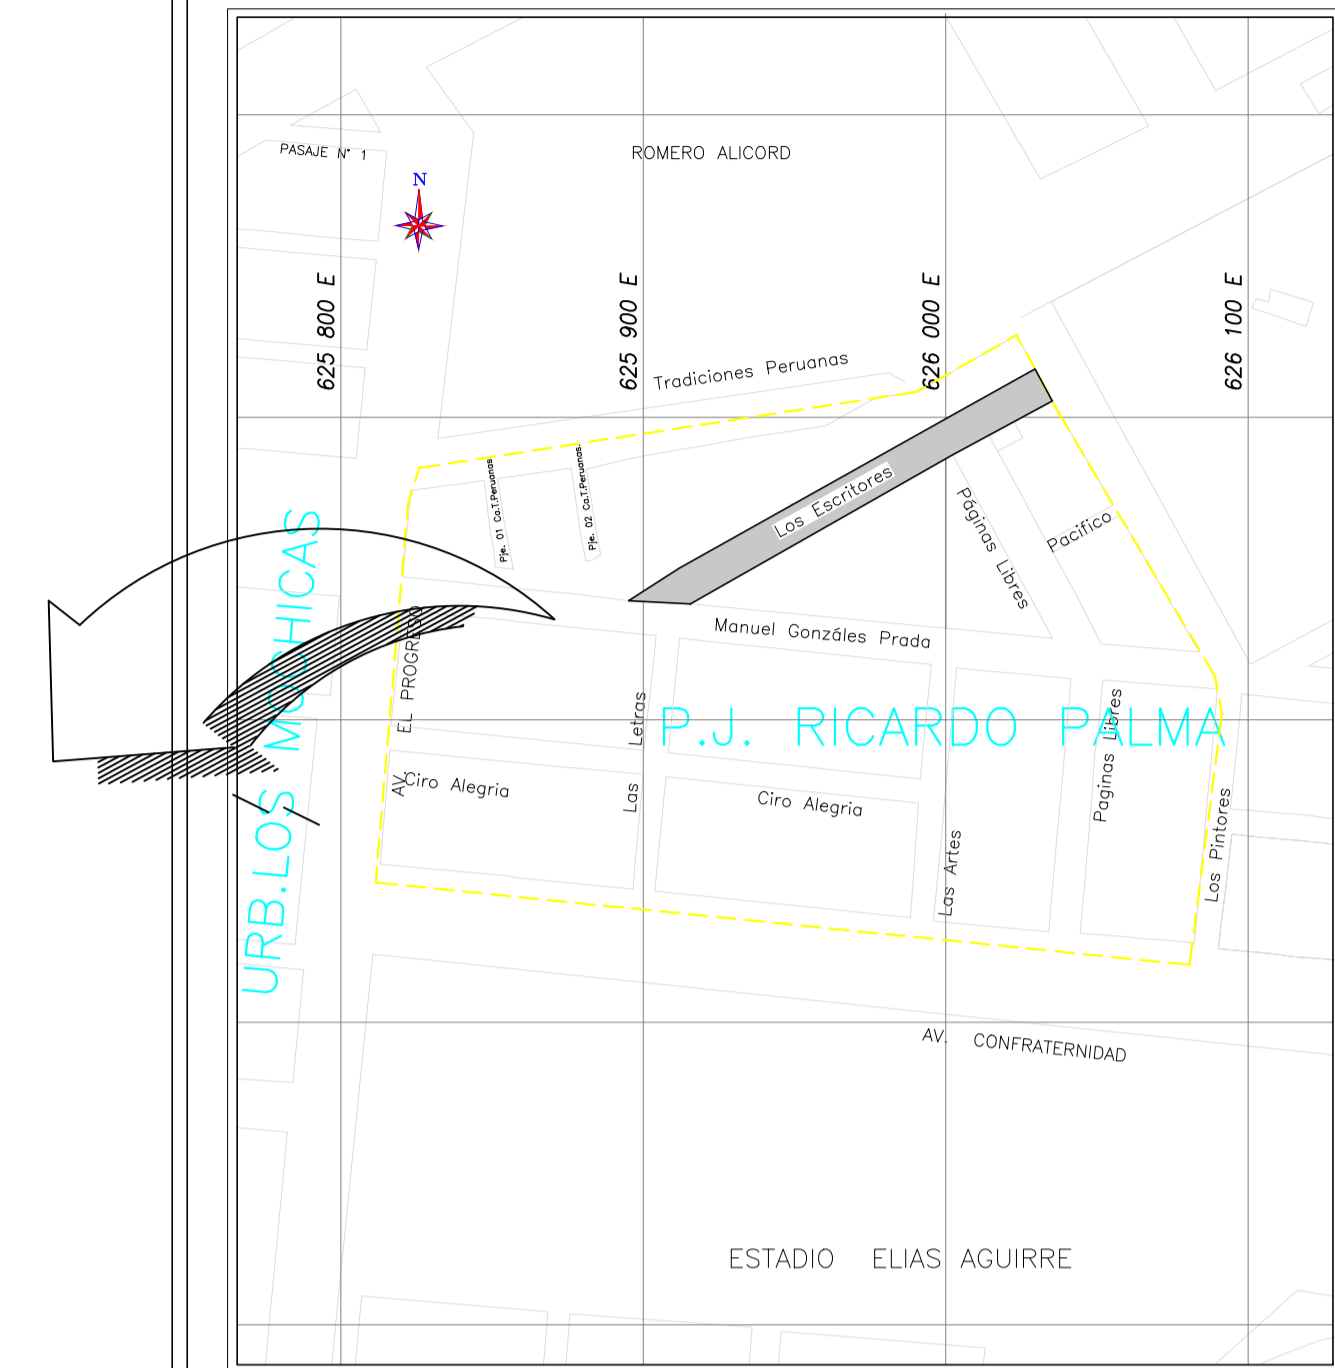 PASAJE N° 1
ROMERO ALICORD
N
625 800 E
625 900 E
626 000 E
626 100 E
Tradiciones Peruanas
Pje. 01 Ca.T.Peruanas
Pje. 02 Ca.T.Peruanas.
Los Escritores
Páginas Libres
Pacifico
Manuel Gonzáles Prada
URB.LOS MOCHICAS
AV. EL PROGRESO
Las Letras
P.J. RICARDO PALMA
Paginas Libres
Ciro Alegria
Ciro Alegria
Las Artes
Los Pintores
AV. CONFRATERNIDAD
ESTADIO ELIAS AGUIRRE